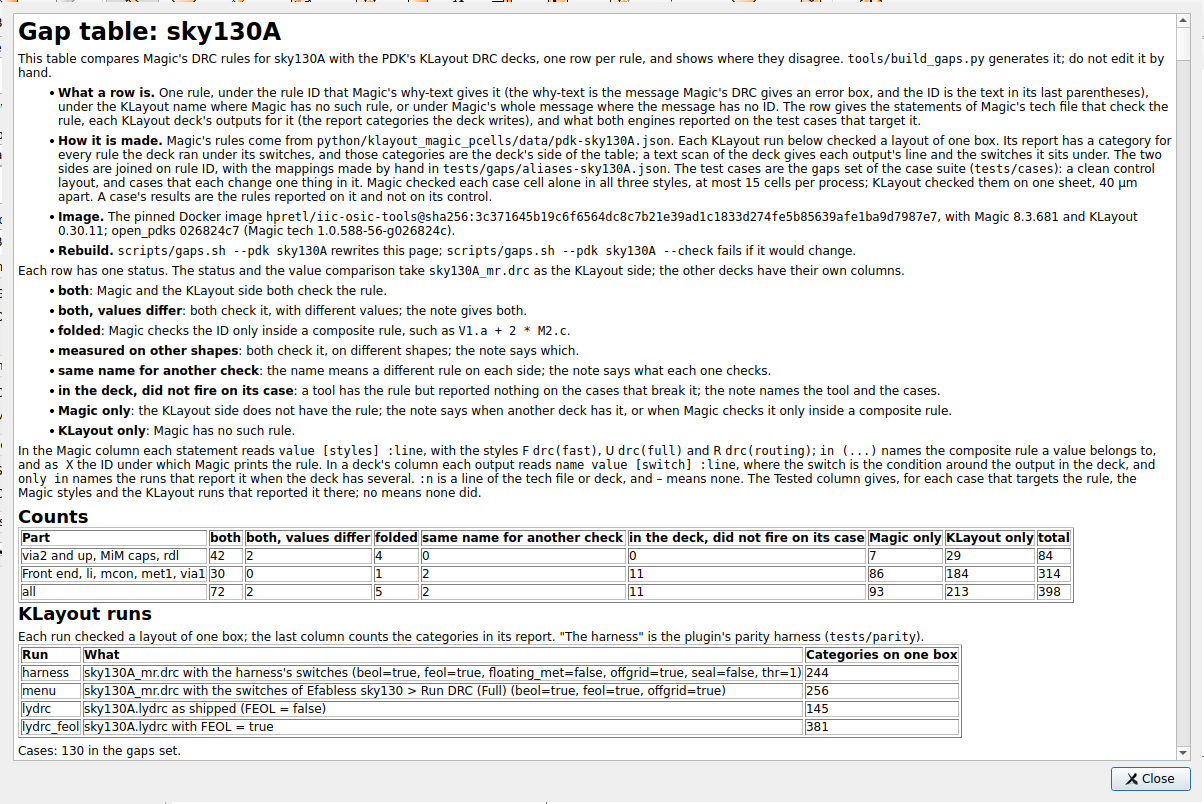 Gap table: sky130A
This table compares Magic's DRC rules for sky130A with the PDK's KLayout DRC decks, one row per rule, and shows where they disagree. tools/build_gaps.py generates it; do not edit it by
hand.
• What a row is. One rule, under the rule ID that Magic's why-text gives it (the why-text is the message Magic's DRC gives an error box, and the ID is the text in its last parentheses),
under the KLayout name where Magic has no such rule, or under Magic's whole message where the message has no ID. The row gives the statements of Magic's tech file that check the
rule, each KLayout deck's outputs for it (the report categories the deck writes), and what both engines reported on the test cases that target it.
• How it is made. Magic's rules come from python/klayout_magic_pcells/data/pdk-sky130A.json. Each KLayout run below checked a layout of one box. Its report has a category for
every rule the deck ran under its switches, and those categories are the deck's side of the table; a text scan of the deck gives each output's line and the switches it sits under. The two
sides are joined on rule ID, with the mappings made by hand in tests/gaps/aliases-sky130A.json. The test cases are the gaps set of the case suite (tests/cases): a clean control
layout, and cases that each change one thing in it. Magic checked each case cell alone in all three styles, at most 15 cells per process; KLayout checked them on one sheet, 40 µm
apart. A case's results are the rules reported on it and not on its control.
• Image. The pinned Docker image hpretl/iic-osic-tools@sha256:3c371645b19c6f6564dc8c7b21e39ad1c1833d274fe5b85639afe1ba9d7987e7, with Magic 8.3.681 and KLayout
0.30.11; open_pdks 026824c7 (Magic tech 1.0.588-56-g026824c).
• Rebuild. scripts/gaps.sh --pdk sky130A rewrites this page; scripts/gaps.sh --pdk sky130A --check fails if it would change.
Each row has one status. The status and the value comparison take sky130A_mr.drc as the KLayout side; the other decks have their own columns.
• both: Magic and the KLayout side both check the rule.
• both, values differ: both check it, with different values; the note gives both.
• folded: Magic checks the ID only inside a composite rule, such as V1.a + 2 * M2.c.
• measured on other shapes: both check it, on different shapes; the note says which.
• same name for another check: the name means a different rule on each side; the note says what each one checks.
• in the deck, did not fire on its case: a tool has the rule but reported nothing on the cases that break it; the note names the tool and the cases.
• Magic only: the KLayout side does not have the rule; the note says when another deck has it, or when Magic checks it only inside a composite rule.
• KLayout only: Magic has no such rule.
In the Magic column each statement reads value [styles] :line, with the styles F drc(fast), U drc(full) and R drc(routing); in (...) names the composite rule a value belongs to,
and as X the ID under which Magic prints the rule. In a deck's column each output reads name value [switch] :line, where the switch is the condition around the output in the deck, and
only in names the runs that report it when the deck has several. :n is a line of the tech file or deck, and – means none. The Tested column gives, for each case that targets the rule, the
Magic styles and the KLayout runs that reported it there; no means none did.
Counts
Part both both, values differ folded same name for another check in the deck, did not fire on its case Magic only KLayout only total
via2 and up, MiM caps, rdl 42 2 4 0 0 7 29 84
Front end, li, mcon, met1, via1 30 0 1 2 11 86 184 314
all 72 2 5 2 11 93 213 398
KLayout runs
Each run checked a layout of one box; the last column counts the categories in its report. "The harness" is the plugin's parity harness (tests/parity).
Run What Categories on one box
harness sky130A_mr.drc with the harness's switches (beol=true, feol=true, floating_met=false, offgrid=true, seal=false, thr=1) 244
menu sky130A_mr.drc with the switches of Efabless sky130 > Run DRC (Full) (beol=true, feol=true, offgrid=true) 256
lydrc sky130A.lydrc as shipped (FEOL = false) 145
lydrc_feol sky130A.lydrc with FEOL = true 381
Cases: 130 in the gaps set.
Close